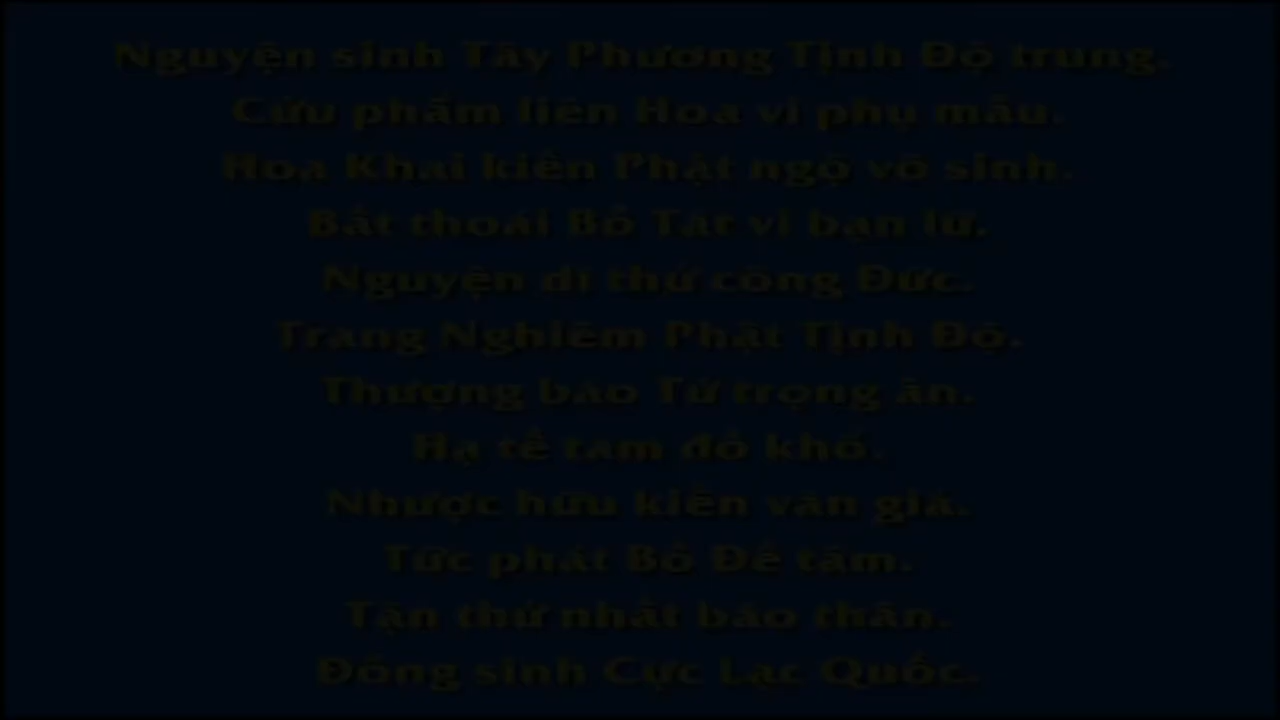 Nguyện sinh Tây Phương Tịnh Độ trung.
Cửu phẩm liên Hoa vi phụ mẫu.
Hoa Khai kiến Phật ngộ vô sinh.
Bất thoái Bồ Tát vi bạn lữ.
Nguyện dĩ thử công Đức.
Trang Nghiêm Phật Tịnh Độ.
Thượng báo Tứ trọng ân.
Hạ tế tam đồ khổ.
Nhược hữu kiến văn giả.
Tức phát Bồ Đề tâm.
Tận thử nhất báo thân.
Đồng sinh Cực Lạc Quốc.